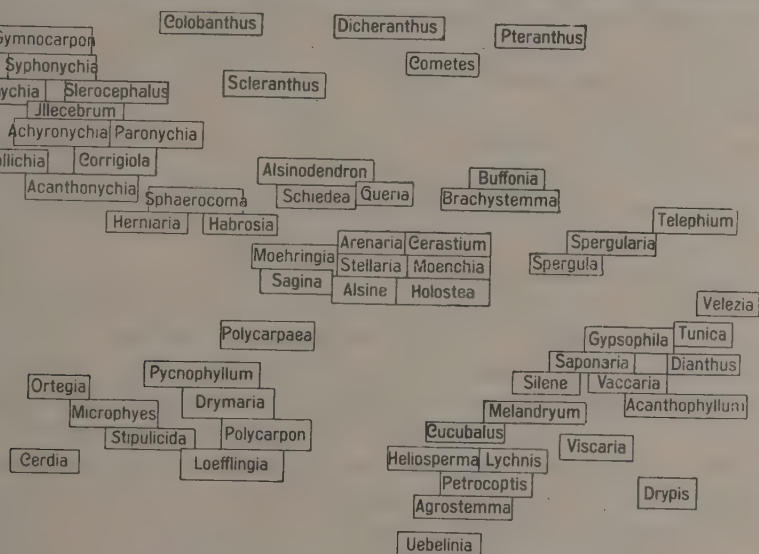 Colobanthus Dicheranthus Pteranthus
Gymnocarpon
Syphonychia Cometes
Slerocephalus Scleranthus
Jllecebrum
Achyronychia Paronychia
Corrigiola
Acanthonychia
Alsinodendron Buffonia
Sphaerocoma Schiedea Queria Brachystemma
Herniaria Habrosia Telephium
Moehringia Arenaria Cerastium Spergularia
Stellaria Moenchia Spergula
Sagina Alsine Holostea
Velezia
Polycarpaea Gypsophila Tunica
Pycnophyllum Saponaria Dianthus
Ortegia Drymaria Silene Vaccaria
Microphyes Melandryum Acanthophyllum
Stipulicida Polycarpon Cucubalus Viscaria
Cerdia Loefflingia Heliosperma Lychnis
Petrocoptis Drypis
Agrostemma
Uebelinia